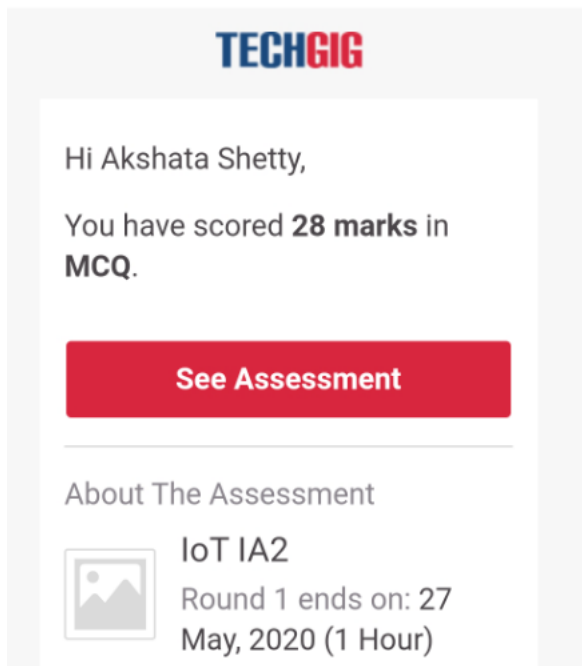 TECHGIG
Hi Akshata Shetty,
You have scored 28 marks in
MCQ.
See Assessment
About The Assessment
IoT IA2
Round 1 ends on: 27
May, 2020 (1 Hour)